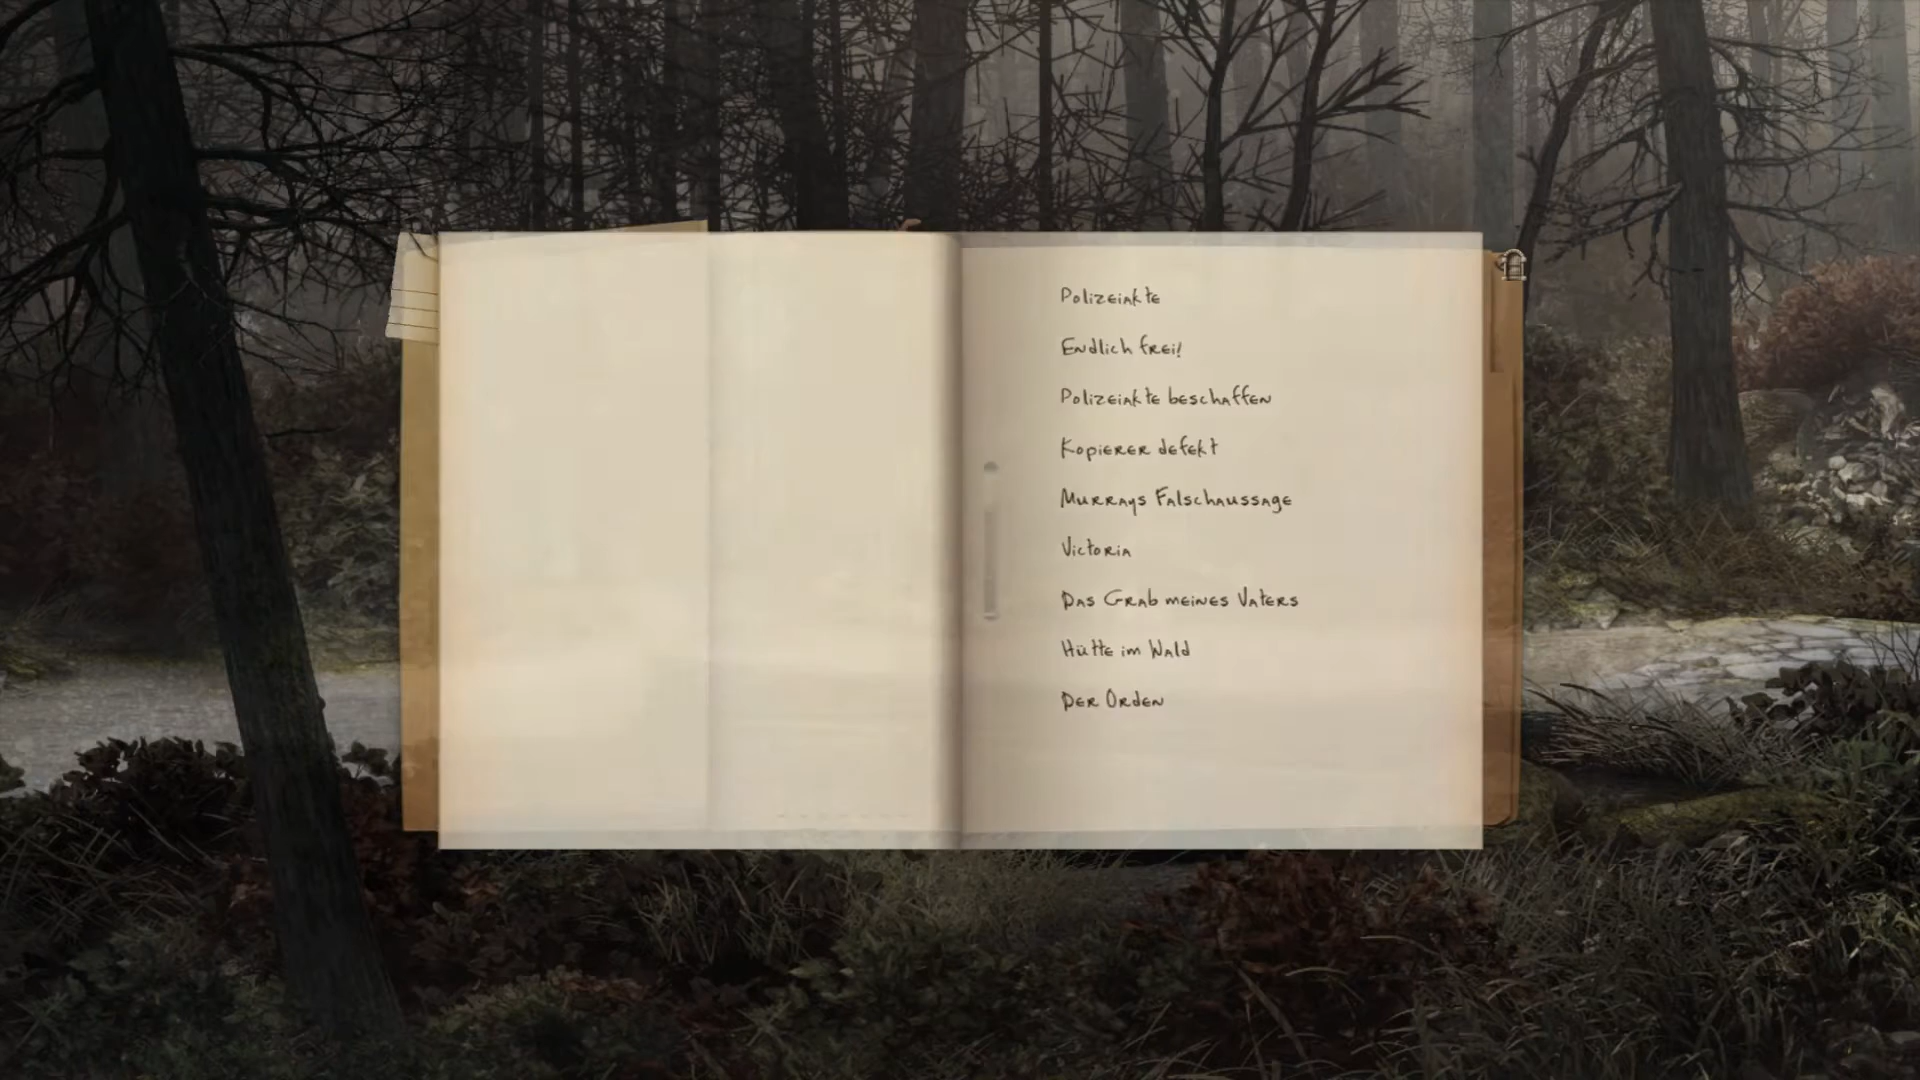 Polizeiakte
Endlich frei!
Polizeiakte beschaffen
Kopierer defekt
Murrays Falschaussage
Victoria
Das Grab meines Vaters
Hütte im Wald
Der Orden